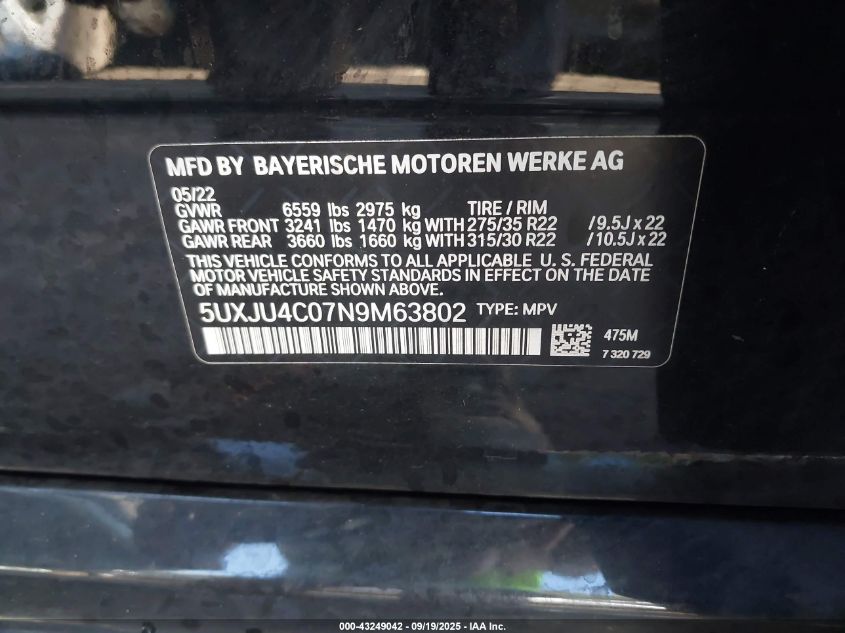 MFD BY BAYERISCHE MOTOREN WERKE AG
05/22
GVWR 6559 lbs 2975 kg TIRE / RIM
GAWR FRONT 3241 lbs 1470 kg WITH 275/35 R22 /9.5J x 22
GAWR REAR 3660 lbs 1660 kg WITH 315/30 R22 /10.5J x 22
THIS VEHICLE CONFORMS TO ALL APPLICABLE U. S. FEDERAL
MOTOR VEHICLE SAFETY STANDARDS IN EFFECT ON THE DATE
OF MANUFACTURE SHOWN ABOVE.
5UXJU4C07N9M63802 TYPE: MPV
475M
7 320 729
000-43249042 - 09/19/2025 - IAA Inc.